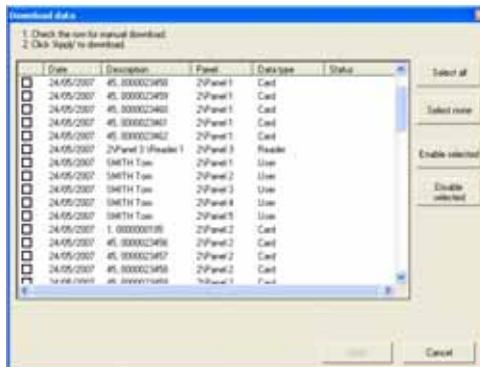 Download data
1. Check the row for manual download.
2. Click 'Apply' to download.
Date Description Panel Data type Status
24/05/2007 45, 0000023458 2\Panel 1 Card
24/05/2007 45, 0000023459 2\Panel 1 Card
24/05/2007 45, 0000023460 2\Panel 1 Card
24/05/2007 45, 0000023461 2\Panel 1 Card
24/05/2007 45, 0000023462 2\Panel 1 Card
24/05/2007 2\Panel 3 \Reader 1 2\Panel 3 Reader
24/05/2007 SMITH Tom 2\Panel 1 User
24/05/2007 SMITH Tom 2\Panel 2 User
24/05/2007 SMITH Tom 2\Panel 3 User
24/05/2007 SMITH Tom 2\Panel 4 User
24/05/2007 SMITH Tom 2\Panel 5 User
24/05/2007 2\Panel 2 Card
24/05/2007 45, 0000023456 2\Panel 2 Card
24/05/2007 45, 0000023457 2\Panel 2 Card
24/05/2007 45, 0000023458 2\Panel 2 Card
Select all
Select none
Enable selected
Disable
selected
Cancel